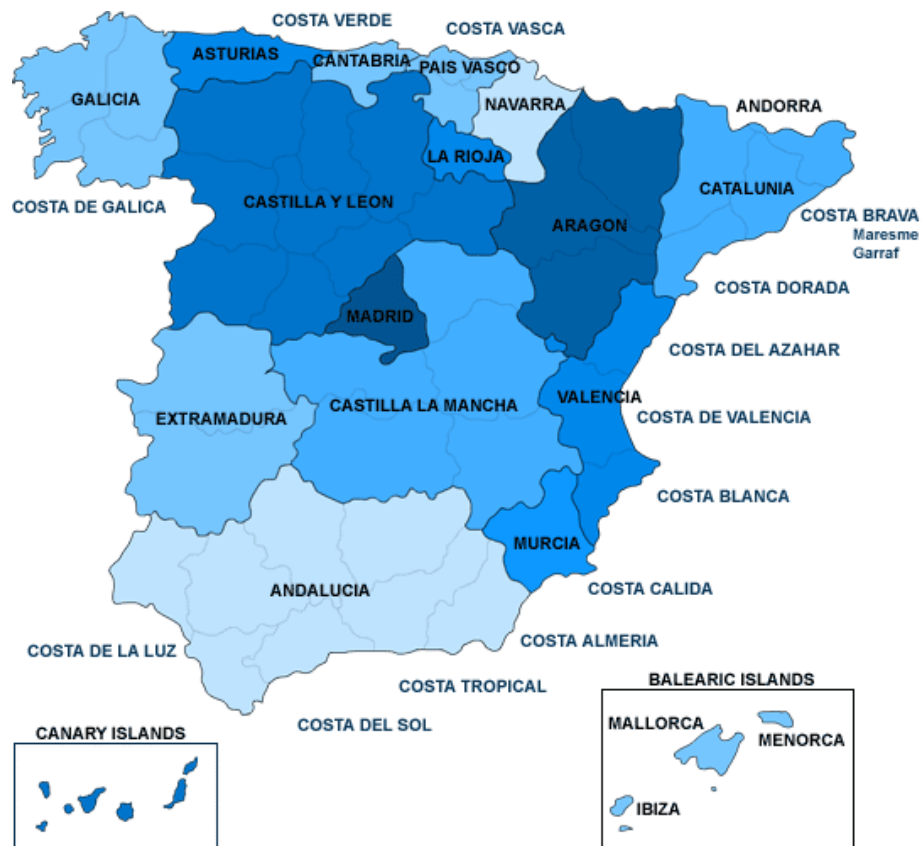 COSTA VERDE
COSTA VASCA
ASTURIAS
CANTABRIA
PAIS VASCO
GALICIA
NAVARRA
ANDORRA
LA RIOJA
CATALUNIA
COSTA DE GALICA
CASTILLA Y LEON
ARAGON
COSTA BRAVA
Maresme
Garraf
COSTA DORADA
MADRID
COSTA DEL AZAHAR
VALENCIA
CASTILLA LA MANCHA
EXTRAMADURA
COSTA DE VALENCIA
COSTA BLANCA
MURCIA
ANDALUCIA
COSTA CALIDA
COSTA ALMERIA
COSTA DE LA LUZ
COSTA TROPICAL
BALEARIC ISLANDS
COSTA DEL SOL
CANARY ISLANDS
MALLORCA
MENORCA
IBIZA